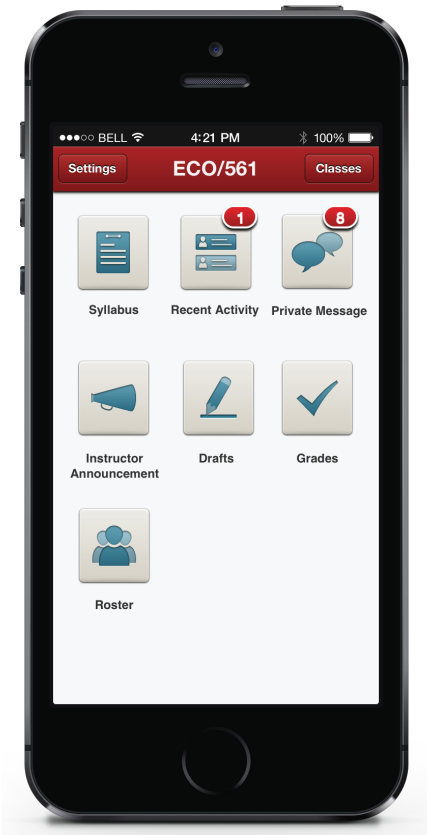 BELL 4:21 PM 100%
Settings ECO/561 Classes
1 8
Syllabus Recent Activity Private Message
Instructor Announcement Drafts Grades
Roster